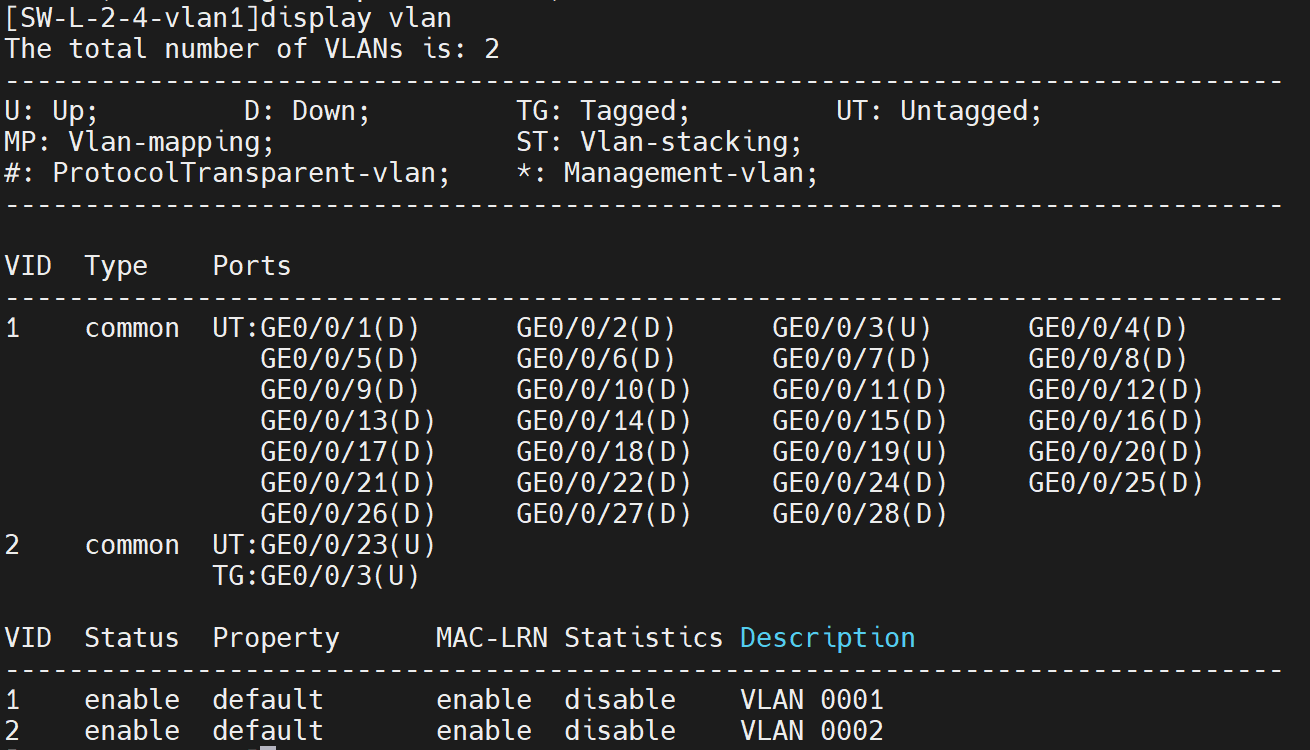 [SW-L-2-4-vlan1]display vlan
The total number of VLANs is: 2
--------------------------------------------------------------------------------
U: Up;         D: Down;         TG: Tagged;         UT: Untagged;
MP: Vlan-mapping;               ST: Vlan-stacking;
#: ProtocolTransparent-vlan;    *: Management-vlan;
--------------------------------------------------------------------------------
VID  Type    Ports
--------------------------------------------------------------------------------
1    common  UT:GE0/0/1(D)      GE0/0/2(D)      GE0/0/3(U)      GE0/0/4(D)
                GE0/0/5(D)      GE0/0/6(D)      GE0/0/7(D)      GE0/0/8(D)
                GE0/0/9(D)      GE0/0/10(D)     GE0/0/11(D)     GE0/0/12(D)
                GE0/0/13(D)     GE0/0/14(D)     GE0/0/15(D)     GE0/0/16(D)
                GE0/0/17(D)     GE0/0/18(D)     GE0/0/19(U)     GE0/0/20(D)
                GE0/0/21(D)     GE0/0/22(D)     GE0/0/24(D)     GE0/0/25(D)
                GE0/0/26(D)     GE0/0/27(D)     GE0/0/28(D)
2    common  UT:GE0/0/23(U)
             TG:GE0/0/3(U)
VID  Status  Property      MAC-LRN Statistics Description
--------------------------------------------------------------------------------
1    enable  default       enable  disable    VLAN 0001
2    enable  default       enable  disable    VLAN 0002